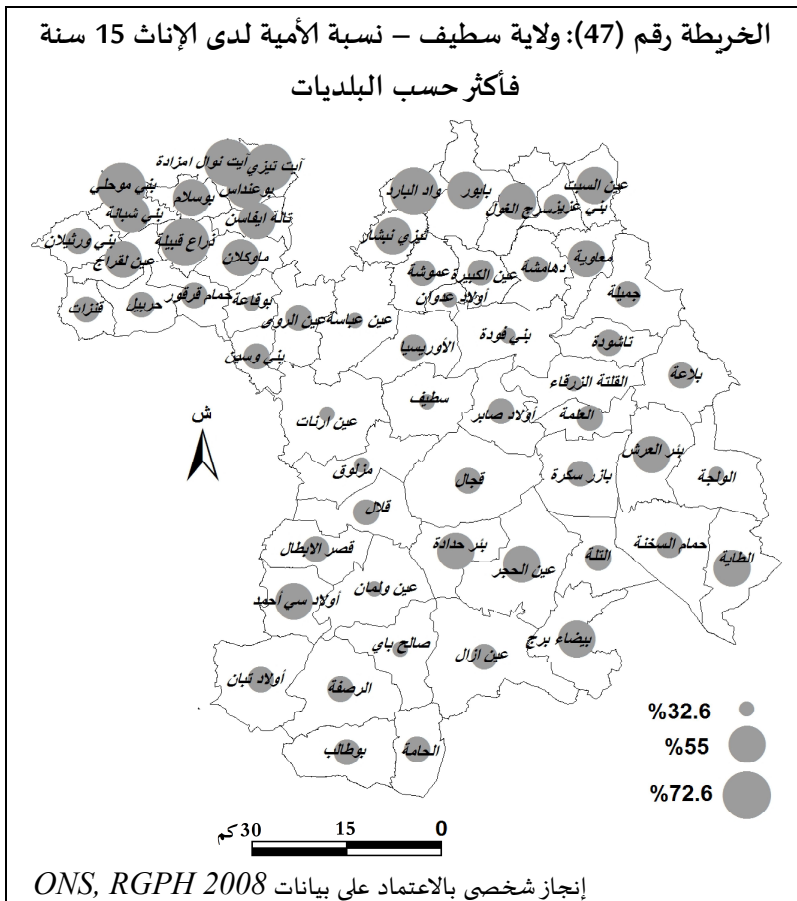 الخريطة رقم (47): ولاية سطيف – نسبة الأمية لدى الإناث 15 سنة
فأكثر حسب البلديات
آيت نوال امزادة
آيت تيزي
بني موحلي
بوسلام
بوعنداس
بني شبانة
تالة ايفاسن
بني ورثيلان
عين لقراج
ذراع قبيلة
ماوكلان
قنزات
حربيل
حمام قرقور
بوقاعة
واد البارد
بابور
سرج الغول
بني عزيز
عين السبت
تيزي نبشار
عموشة
عين الكبيرة
دهامشة
معاوية
أولاد عدوان
جميلة
عين الروى
عين عباسة
الأوريسيا
بني فودة
تاشودة
بني وسين
بلاعة
القلتة الزرقاء
سطيف
أولاد صابر
العلمة
عين ارنات
ش
مزلوق
قجال
بازر سكرة
بئر العرش
الولجة
قلال
قصر الابطال
بئر حدادة
عين الحجر
التلة
حمام السخنة
الطاية
أولاد سي أحمد
عين ولمان
صالح باي
عين ازال
بيضاء برج
أولاد تبان
الرصفة
بوطالب
الحامة
%32.6
%55
%72.6
0 15 30 كم
إنجاز شخصي بالاعتماد على بيانات ONS, RGPH 2008